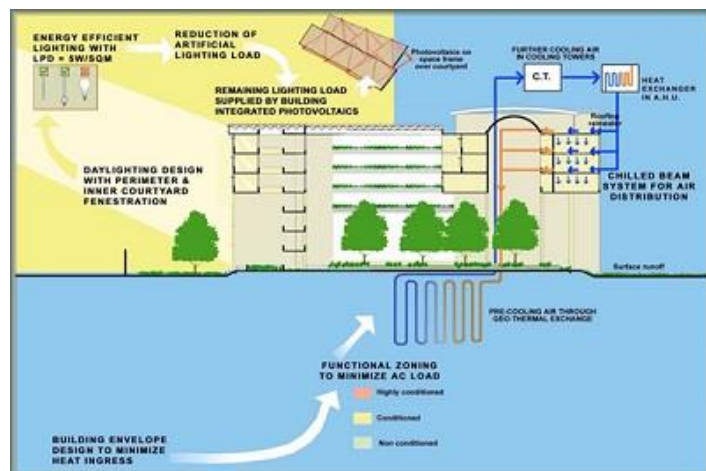 ENERGY EFFICIENT
LIGHTING WITH
LPD = 5W/SQM
REDUCTION OF
ARTIFICIAL
LIGHTING LOAD
Photovoltaics on
space frame
over courtyard
REMAINING LIGHTING LOAD
SUPPLIED BY BUILDING
INTEGRATED PHOTOVOLTAICS
FURTHER COOLING AIR
IN COOLING TOWERS
C.T.
HEAT
EXCHANGER
IN A.H.U.
Rooftop
rainwater
DAYLIGHTING DESIGN
WITH PERIMETER &
INNER COURTYARD
FENESTRATION
CHILLED BEAM
SYSTEM FOR AIR
DISTRIBUTION
Surface runoff
PRE-COOLING AIR THROUGH
GEO THERMAL EXCHANGE
FUNCTIONAL ZONING
TO MINIMIZE AC LOAD
Highly conditioned
Conditioned
Non conditioned
BUILDING ENVELOPE
DESIGN TO MINIMIZE
HEAT INGRESS